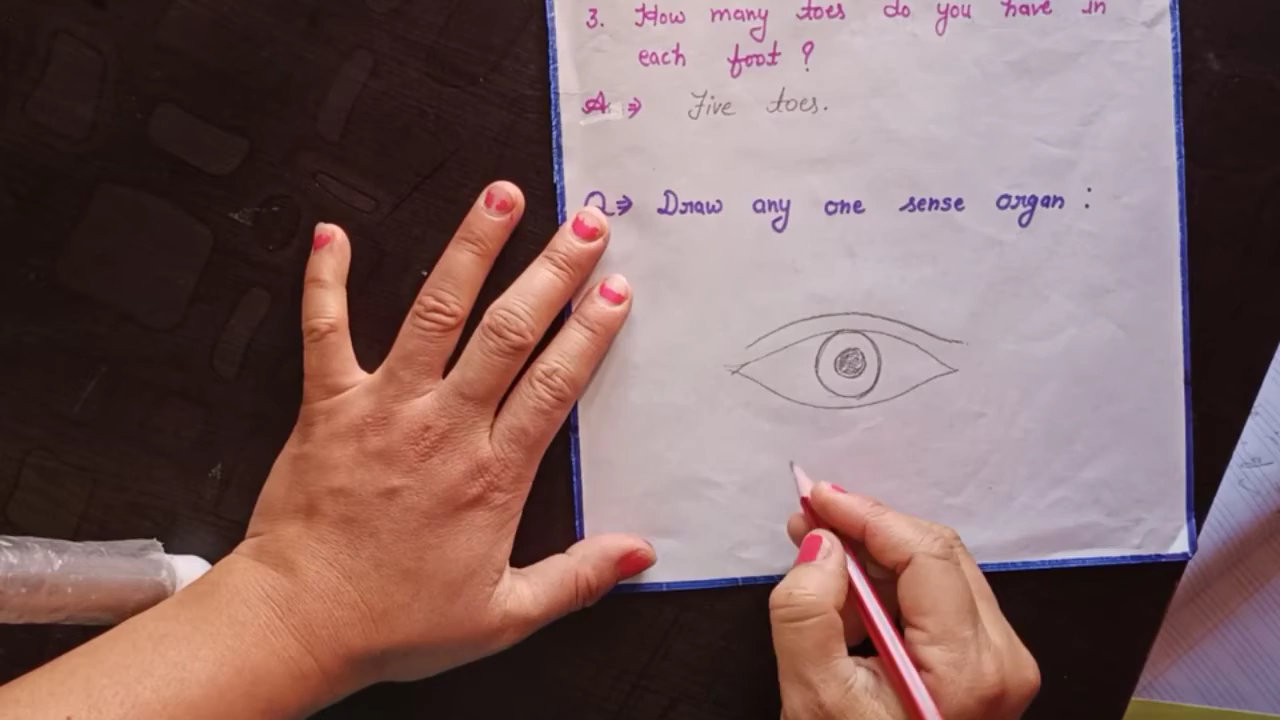 3. How many toes do you have in
each foot ?
A ⇒ Five toes.
Q ⇒ Draw any one sense organ :